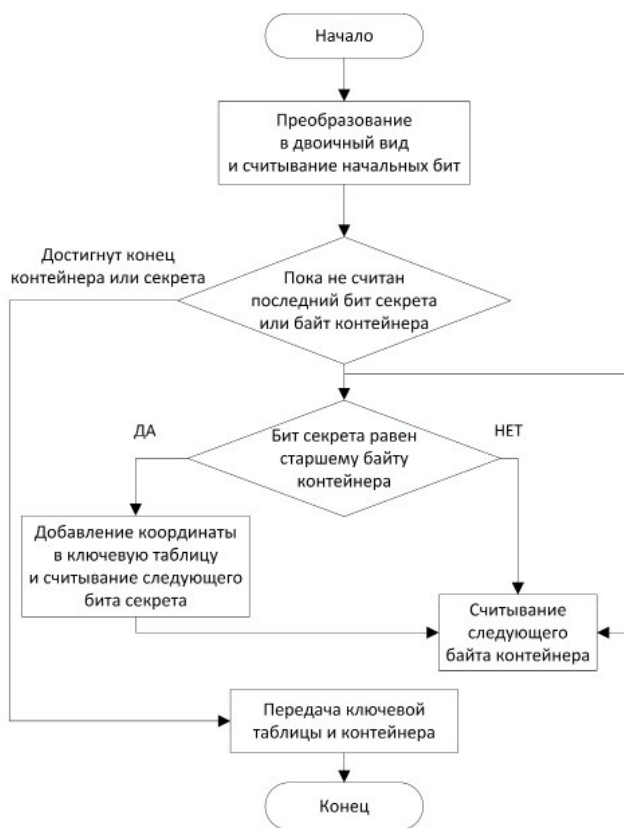 Начало
Преобразование
в двоичный вид
и считывание начальных бит
Достигнут конец
контейнера или секрета
Пока не считан
последний бит секрета
или байт контейнера
ДА
Бит секрета равен
старшему байту
контейнера
НЕТ
Добавление координаты
в ключевую таблицу
и считывание следующего
бита секрета
Считывание
следующего
байта контейнера
Передача ключевой
таблицы и контейнера
Конец